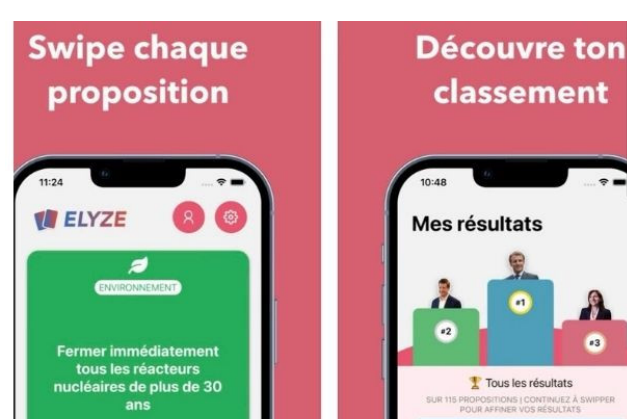 Swipe chaque
proposition
11:24
ELYZE
ENVIRONNEMENT
Fermer immédiatement
tous les réacteurs
nucléaires de plus de 30
ans
Découvre ton
classement
10:48
Mes résultats
#1
#2
#3
Tous les résultats
SUR 115 PROPOSITIONS | CONTINUEZ À SWIPPER
POUR AFFINER VOS RÉSULTATS